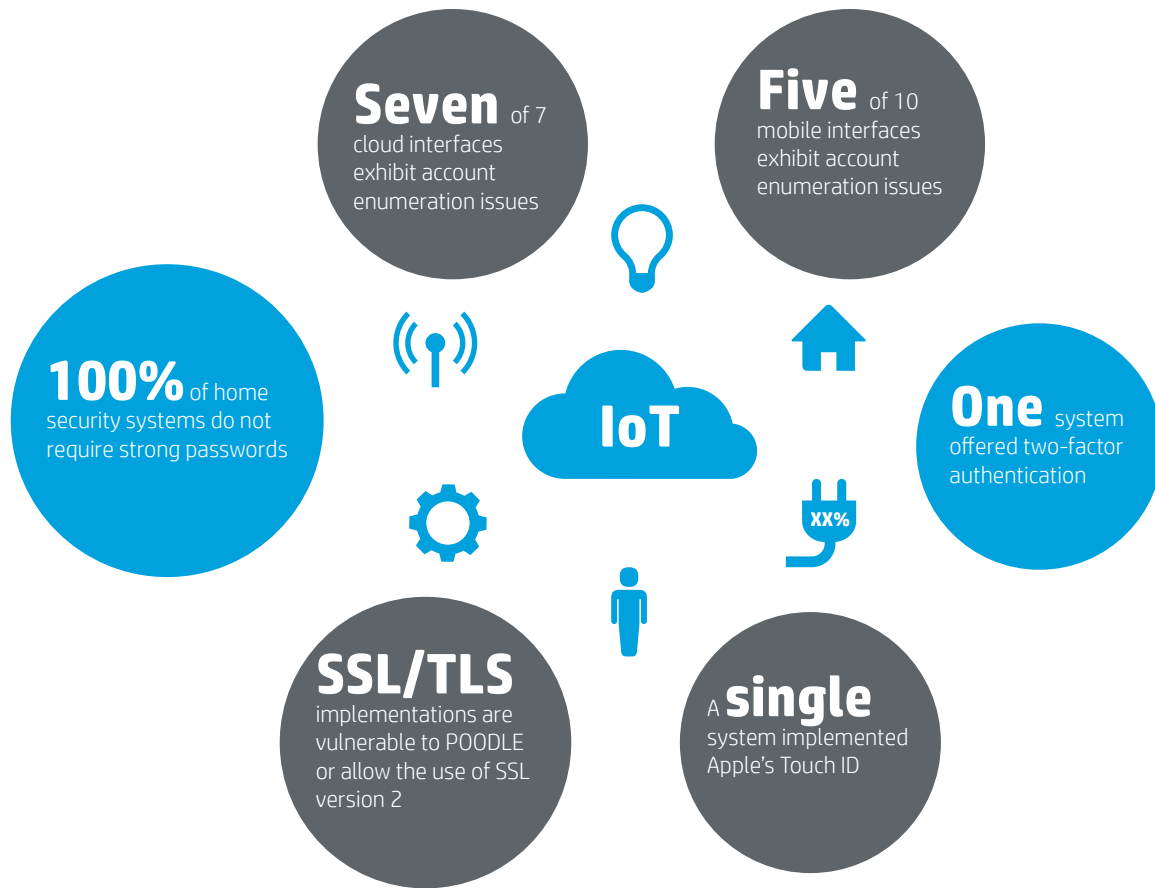 Seven of 7
cloud interfaces
exhibit account
enumeration issues
Five of 10
mobile interfaces
exhibit account
enumeration issues
100% of home
security systems do not
require strong passwords
IoT
One system
offered two-factor
authentication
XX%
SSL/TLS
implementations are
vulnerable to POODLE
or allow the use of SSL
version 2
A single
system implemented
Apple's Touch ID